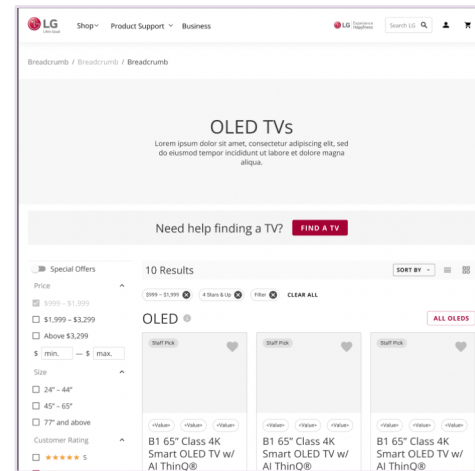 LG
Life's Good
Shop
Product Support
Business
LG Experience Happiness
Search LG
Breadcrumb / Breadcrumb / Breadcrumb
OLED TVs
Lorem ipsum dolor sit amet, consectetur adipiscing elit, sed
do eiusmod tempor incididunt ut labore et dolore magna
aliqua.
Need help finding a TV?
FIND A TV
Special Offers
Price
$999 – $1,999
$1,999 – $3,299
Above $3,299
$ min. — $ max.
Size
24" – 44"
45" – 65"
77" and above
Customer Rating
5
10 Results
SORT BY
$999 – $1,999
4 Stars & Up
Filter
CLEAR ALL
OLED
ALL OLEDS
Staff Pick
<Value> <Value> <Value>
B1 65" Class 4K
Smart OLED TV w/
AI ThinQ®
Staff Pick
<Value> <Value> <Value>
B1 65" Class 4K
Smart OLED TV w/
AI ThinQ®
Staff Pick
<Value> <Value> <Value>
B1 65" Class 4K
Smart OLED TV w/
AI ThinQ®